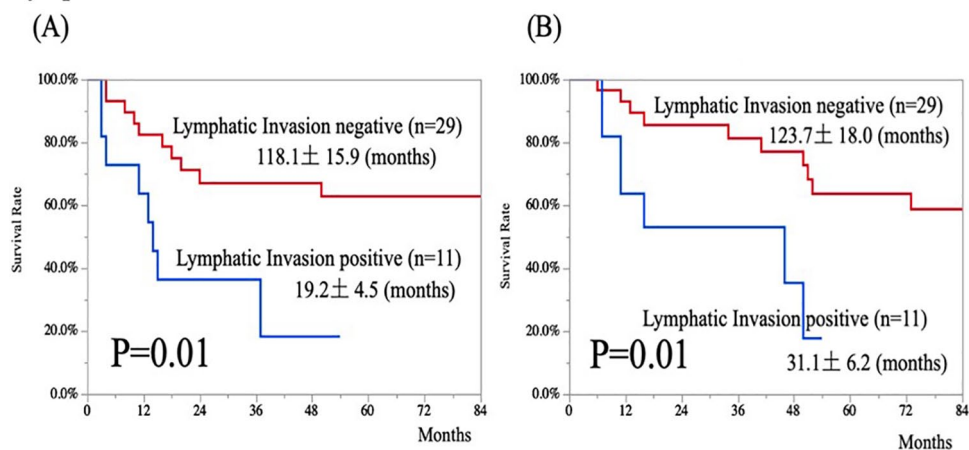 (A)
(B)
Survival Rate
100.0%
80.0%
60.0%
40.0%
20.0%
0.0%
Lymphatic Invasion negative (n=29)
118.1± 15.9 (months)
Lymphatic Invasion positive (n=11)
19.2± 4.5 (months)
P=0.01
0 12 24 36 48 60 72 84
Months
Survival Rate
100.0%
80.0%
60.0%
40.0%
20.0%
0.0%
Lymphatic Invasion negative (n=29)
123.7± 18.0 (months)
Lymphatic Invasion positive (n=11)
31.1± 6.2 (months)
P=0.01
0 12 24 36 48 60 72 84
Months